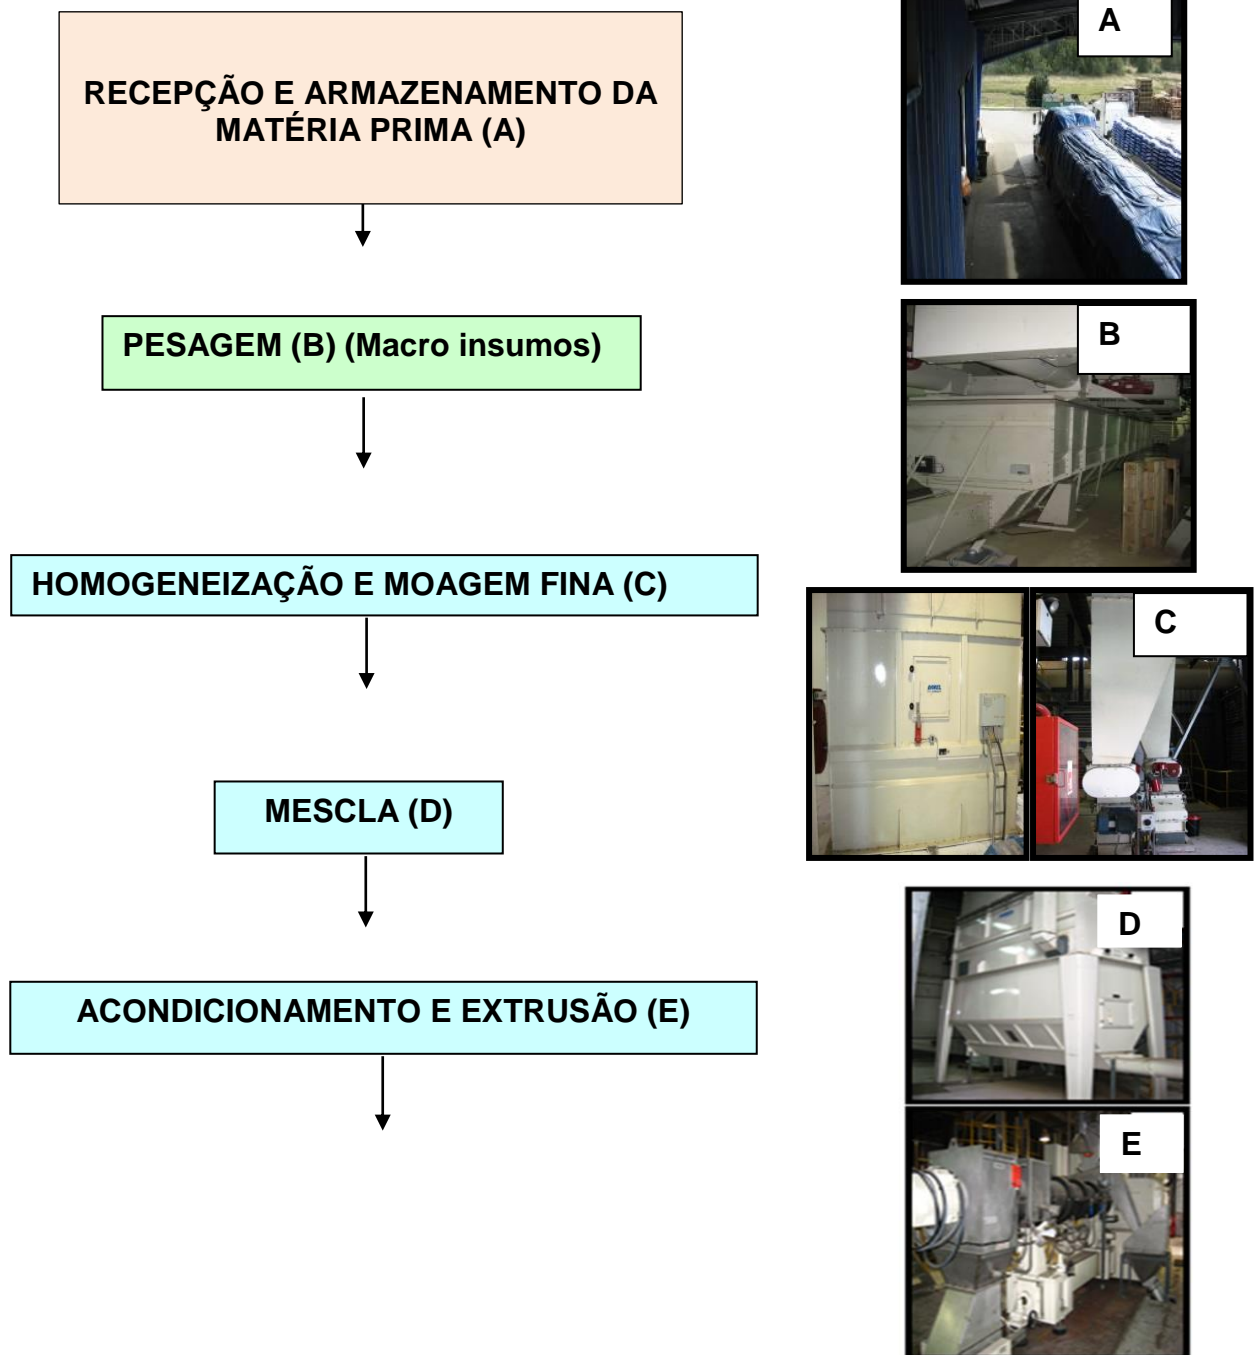 RECEPÇÃO E ARMAZENAMENTO DA
MATÉRIA PRIMA (A)
A
PESAGEM (B) (Macro insumos)
B
HOMOGENEIZAÇÃO E MOAGEM FINA (C)
C
MESCLA (D)
D
ACONDICIONAMENTO E EXTRUSÃO (E)
E